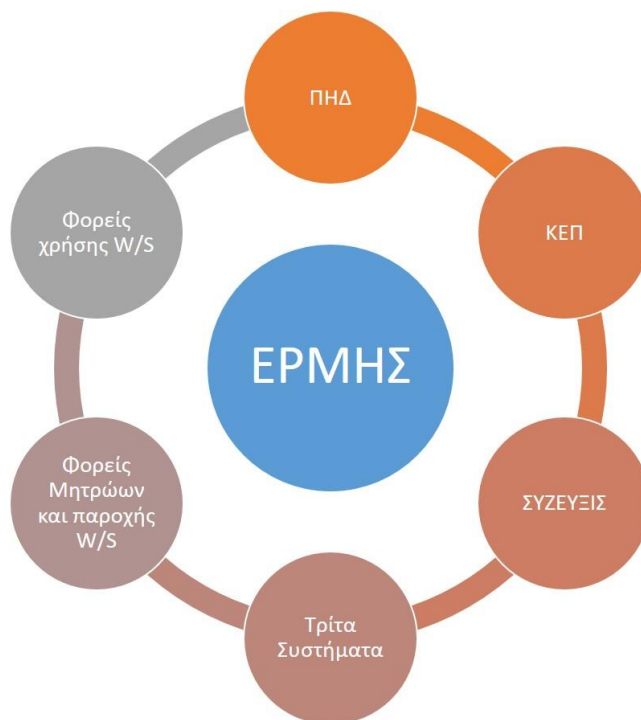 ΠΗΔ
ΚΕΠ
ΣΥΖΕΥΞΙΣ
Τρίτα
Συστήματα
Φορείς
Μητρώων
και παροχής
W/S
Φορείς
χρήσης W/S
ΕΡΜΗΣ